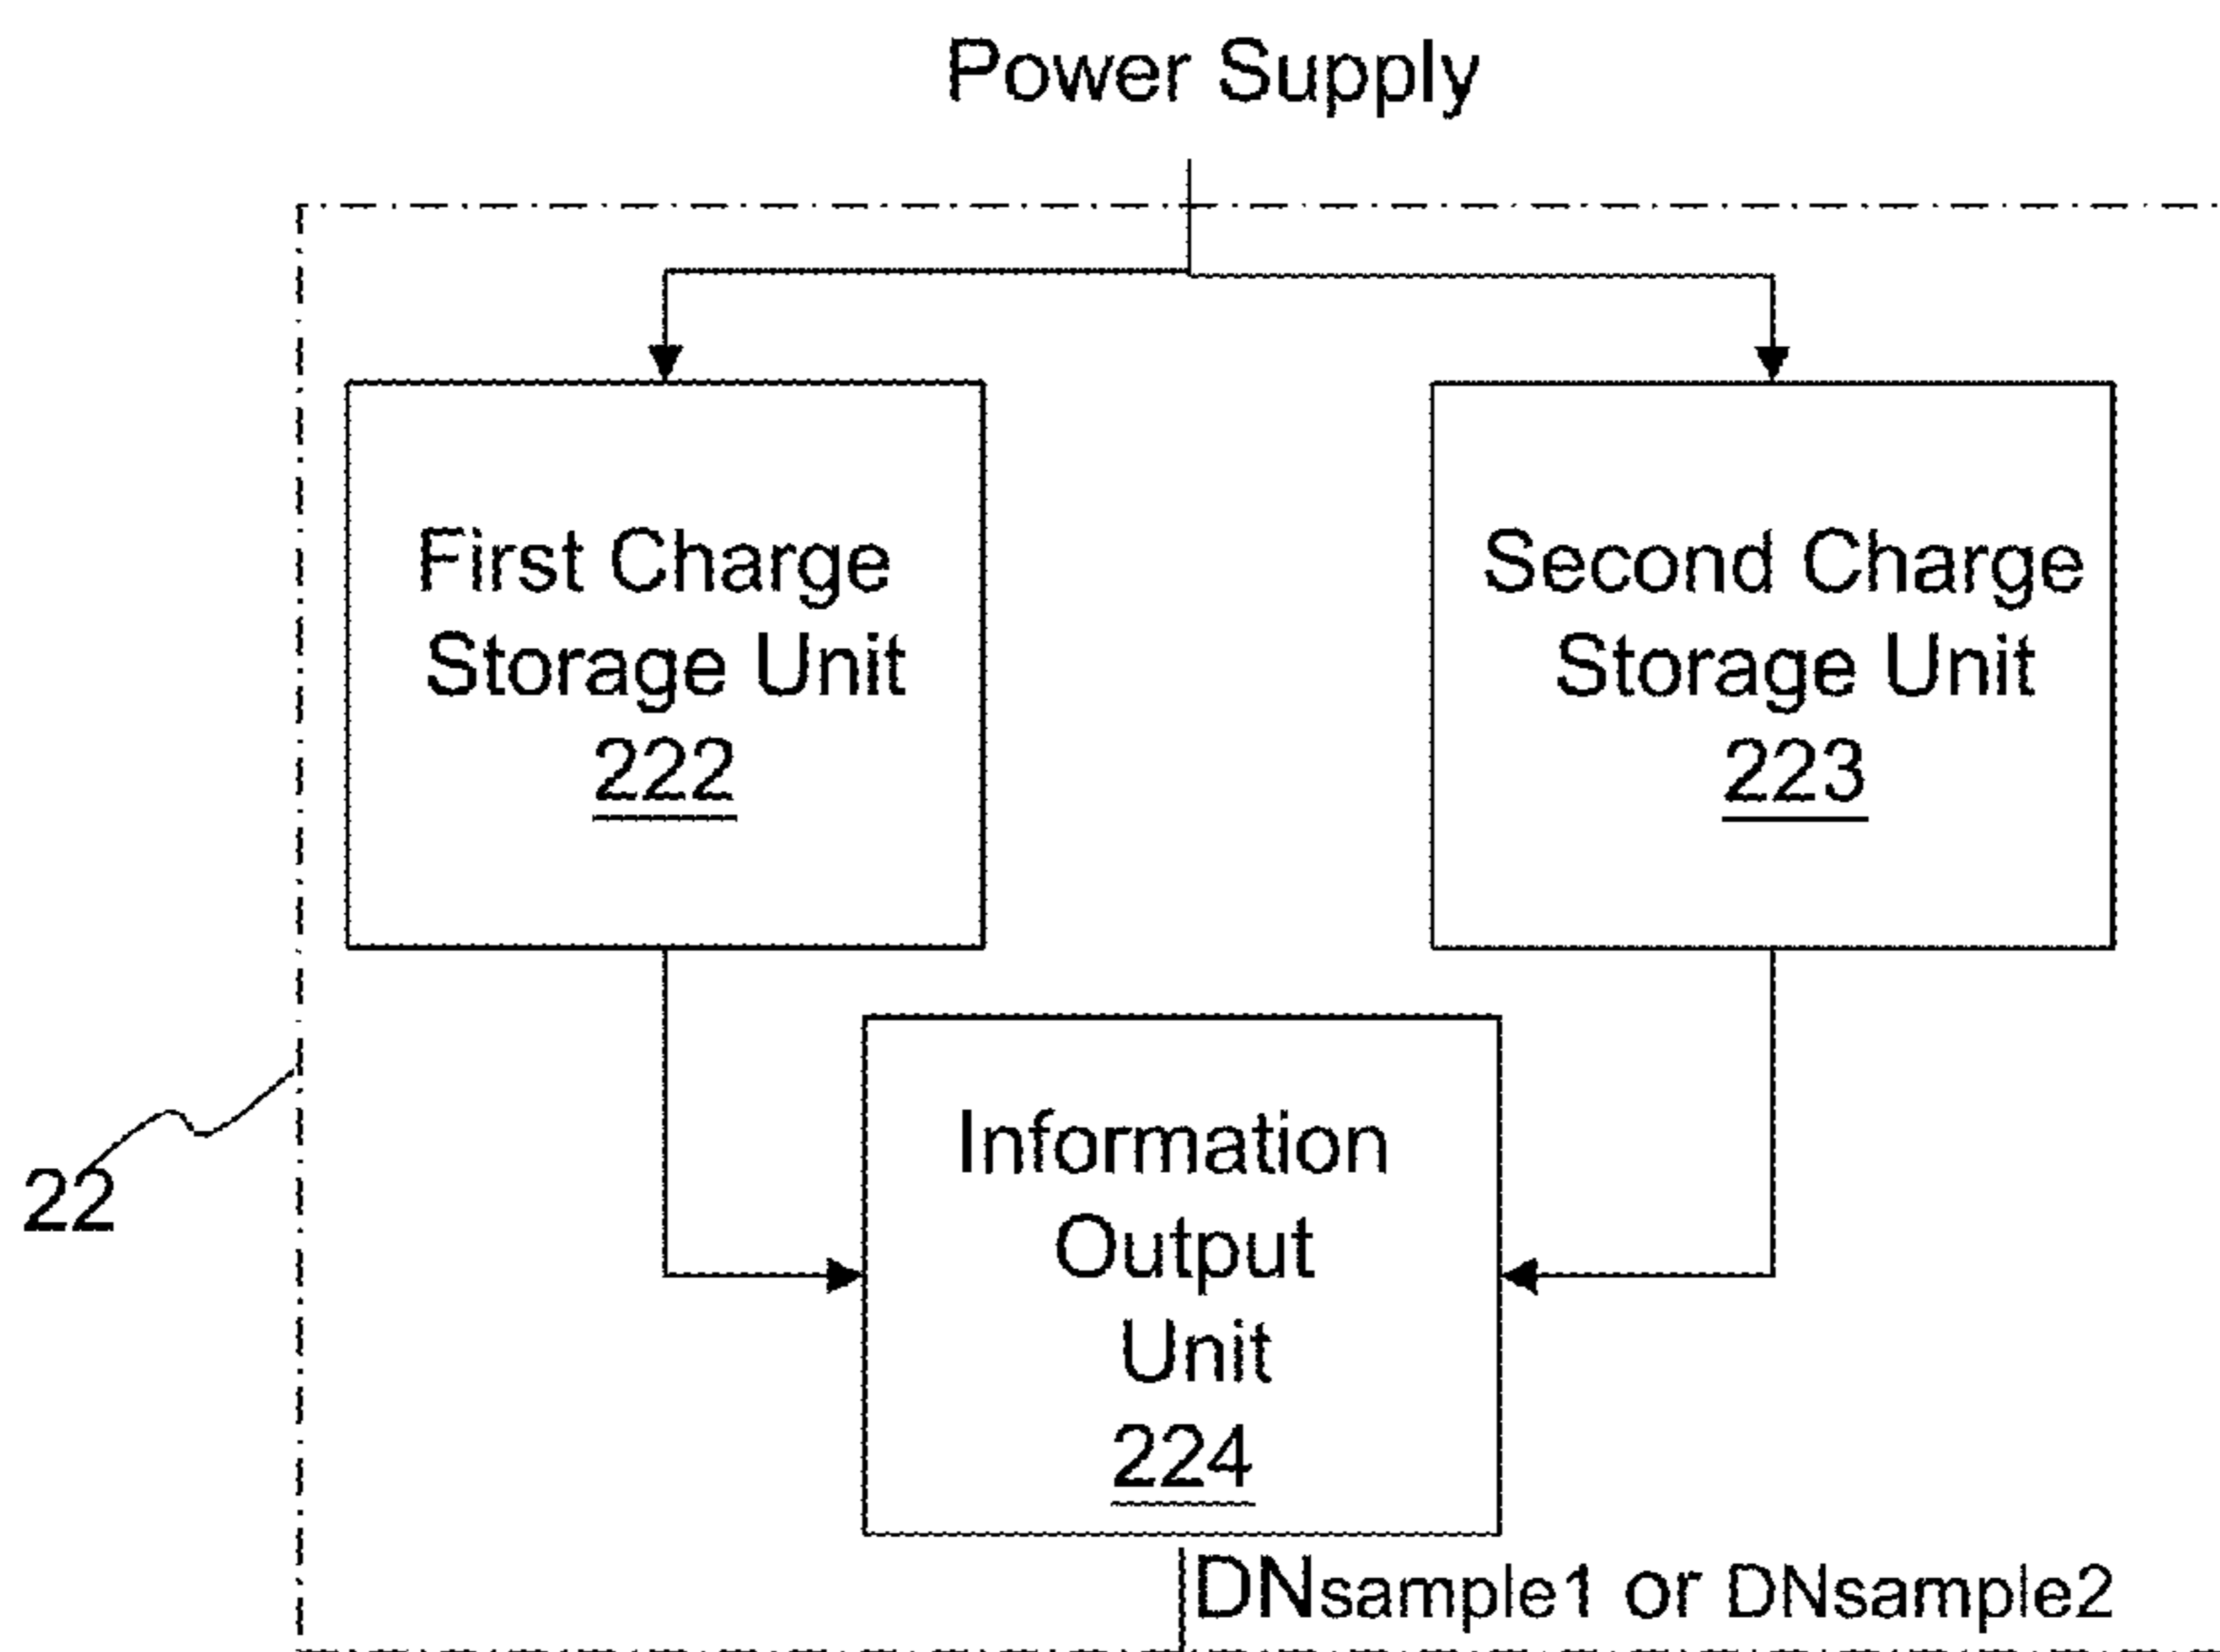 Power Supply
First Charge
Storage Unit
222
Second Charge
Storage Unit
223
Information
Output
Unit
224
22
DNsample1 or DNsample2